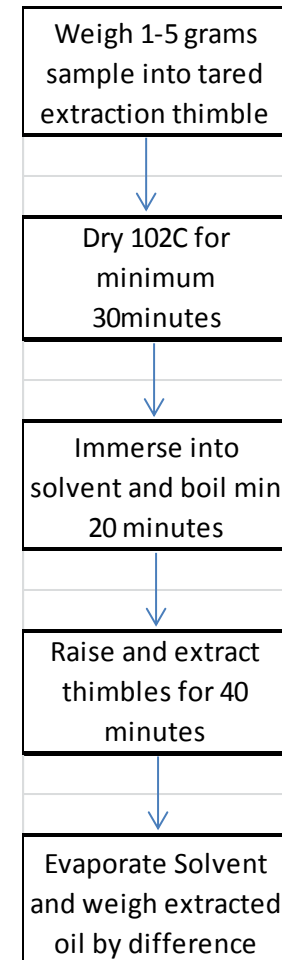 Weigh 1-5 grams
sample into tared
extraction thimble
Dry 102C for
minimum
30minutes
Immerse into
solvent and boil min
20 minutes
Raise and extract
thimbles for 40
minutes
Evaporate Solvent
and weigh extracted
oil by difference